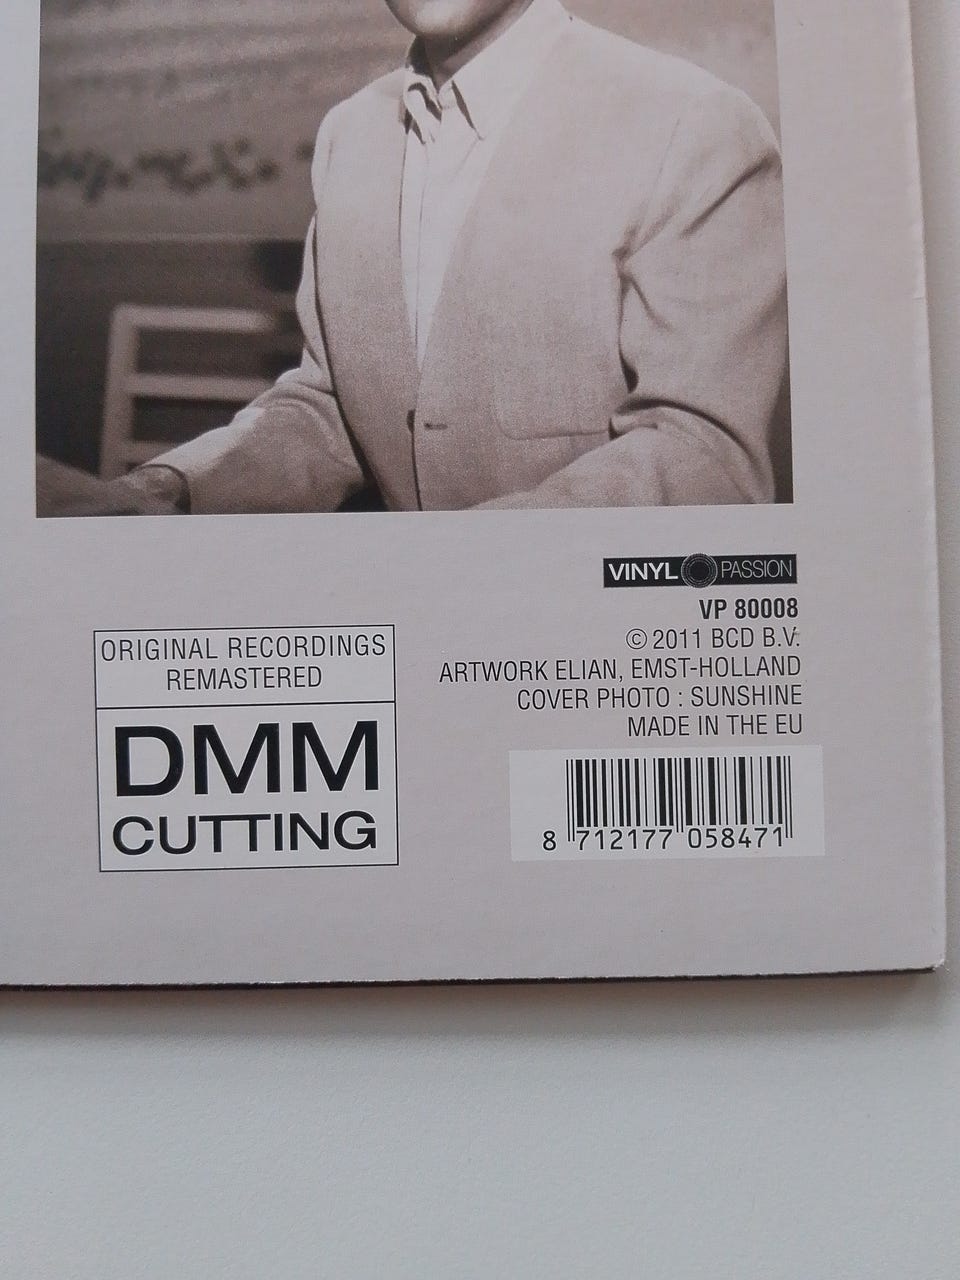 VINYL PASSION
VP 80008
© 2011 BCD B.V.
ARTWORK ELIAN, EMST-HOLLAND
COVER PHOTO : SUNSHINE
MADE IN THE EU
8 712177 058471
ORIGINAL RECORDINGS
REMASTERED
DMM
CUTTING